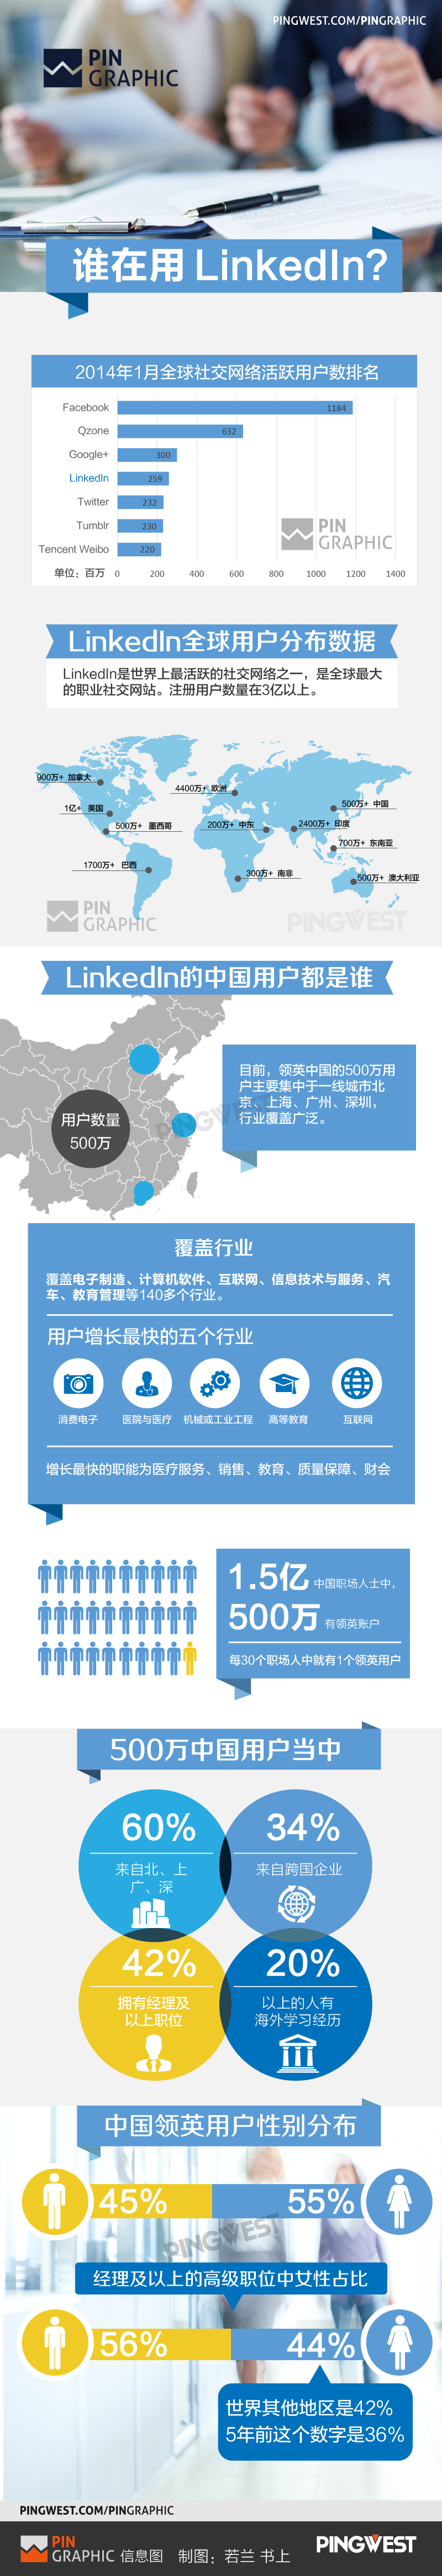 PINGWEST.COM/PINGRAPHIC
PIN
GRAPHIC
谁在用 LinkedIn?
2014年1月全球社交网络活跃用户数排名
Facebook 1184
Qzone 632
Google+ 300
LinkedIn 259
Twitter 232
Tumblr 230
Tencent Weibo 220
PIN
GRAPHIC
单位：百万 0 200 400 600 800 1000 1200 1400
LinkedIn全球用户分布数据
LinkedIn是世界上最活跃的社交网络之一，是全球最大
的职业社交网站。注册用户数量在3亿以上。
900万+ 加拿大
4400万+ 欧洲
1亿+ 美国
500万+ 中国
500万+ 墨西哥
200万+ 中东
2400万+ 印度
700万+ 东南亚
1700万+ 巴西
300万+ 南非
500万+ 澳大利亚
PIN
GRAPHIC
PINGWEST
LinkedIn的中国用户都是谁
用户数量
500万
目前，领英中国的500万用
户主要集中于一线城市北
京、上海、广州、深圳，
行业覆盖广泛。
PINGWEST
覆盖行业
覆盖电子制造、计算机软件、互联网、信息技术与服务、汽
车、教育管理等140多个行业。
用户增长最快的五个行业
消费电子 医院与医疗 机械或工业工程 高等教育 互联网
增长最快的职能为医疗服务、销售、教育、质量保障、财会
1.5亿 中国职场人士中，
500万 有领英账户
每30个职场人中就有1个领英用户
500万中国用户当中
60%
来自北、上
广、深
34%
来自跨国企业
42%
拥有经理及
以上职位
20%
以上的人有
海外学习经历
中国领英用户性别分布
45% 55%
PINGWEST
经理及以上的高级职位中女性占比
56% 44%
世界其他地区是42%
5年前这个数字是36%
PINGWEST.COM/PINGRAPHIC
PIN
GRAPHIC 信息图 制图：若兰 书上
PINGWEST